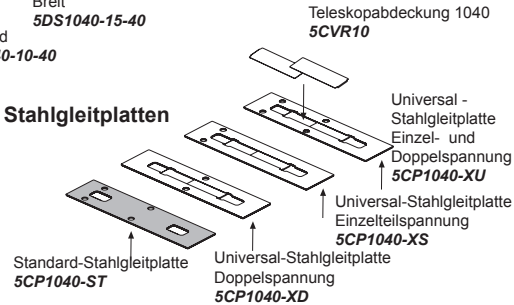 Breit
5DS1040-15-40
d
0-10-40
Teleskopabdeckung 1040
5CVR10
Stahlgleitplatten
Universal -
Stahlgleitplatte
Einzel- und
Doppelspannung
5CP1040-XU
Universal-Stahlgleitplatte
Einzelteilspannung
5CP1040-XS
Universal-Stahlgleitplatte
Doppelspannung
5CP1040-XD
Standard-Stahlgleitplatte
5CP1040-ST